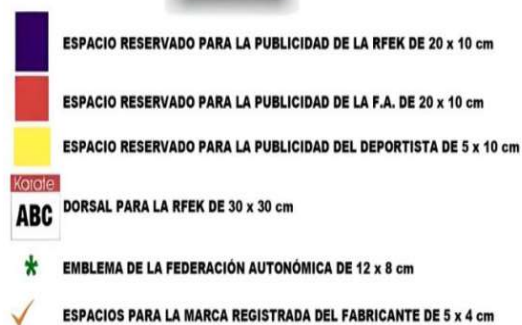 ESPACIO RESERVADO PARA LA PUBLICIDAD DE LA RFEK DE 20 x 10 cm
ESPACIO RESERVADO PARA LA PUBLICIDAD DE LA F.A. DE 20 x 10 cm
ESPACIO RESERVADO PARA LA PUBLICIDAD DEL DEPORTISTA DE 5 x 10 cm
Karate
ABC DORSAL PARA LA RFEK DE 30 x 30 cm
* EMBLEMA DE LA FEDERACIÓN AUTONÓMICA DE 12 x 8 cm
ESPACIOS PARA LA MARCA REGISTRADA DEL FABRICANTE DE 5 x 4 cm